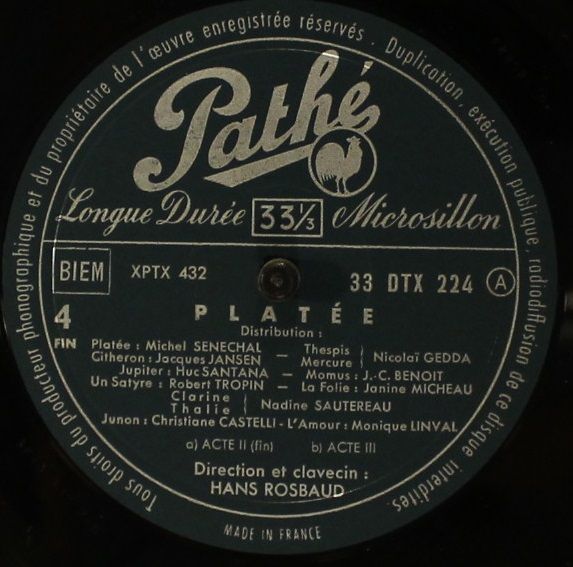 Tous droits du producteur phonographique et du propriétaire de l'œuvre enregistrée réservés. Duplication, exécution publique, radiodiffusion de ce disque interdites.
Pathé
Longue Durée 33 1/3 Microsillon
BIEM XPTX 432 33 DTX 224 A
4 PLATÉE
FIN Distribution :
Platée : Michel SENECHAL — Thespis
Citheron : Jacques JANSEN — Mercure } Nicolaï GEDDA
Jupiter : Huc SANTANA — Momus : J.-C. BENOIT
Un Satyre : Robert TROPIN — La Folie : Janine MICHEAU
Clarine
Thalie { Nadine SAUTEREAU
Junon : Christiane CASTELLI - L'Amour : Monique LINVAL
a) ACTE II (fin) b) ACTE III
Direction et clavecin :
HANS ROSBAUD
MADE IN FRANCE